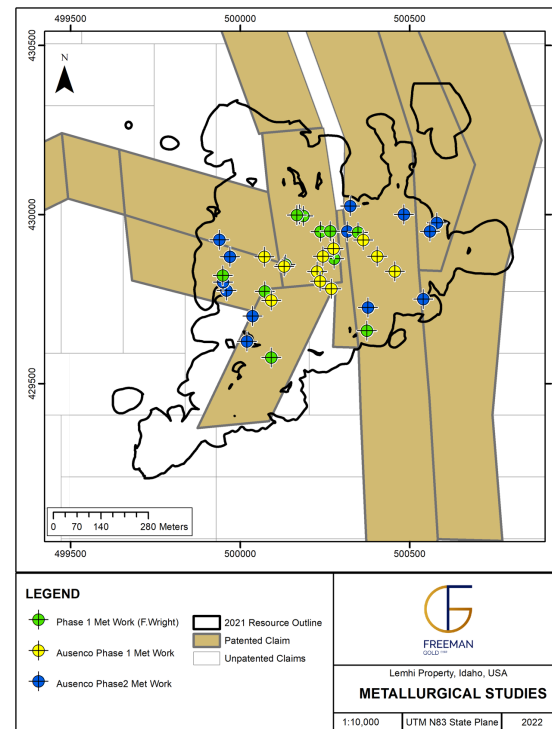 499500 500000 500500
430500
N
430000
429500
0 70 140 280 Meters
499500 500000 500500
LEGEND
Phase 1 Met Work (F.Wright)
Ausenco Phase 1 Met Work
Ausenco Phase2 Met Work
2021 Resource Outline
Patented Claim
Unpatented Claims
FREEMAN
GOLD CORP
Lemhi Property, Idaho, USA
METALLURGICAL STUDIES
1:10,000 UTM N83 State Plane 2022